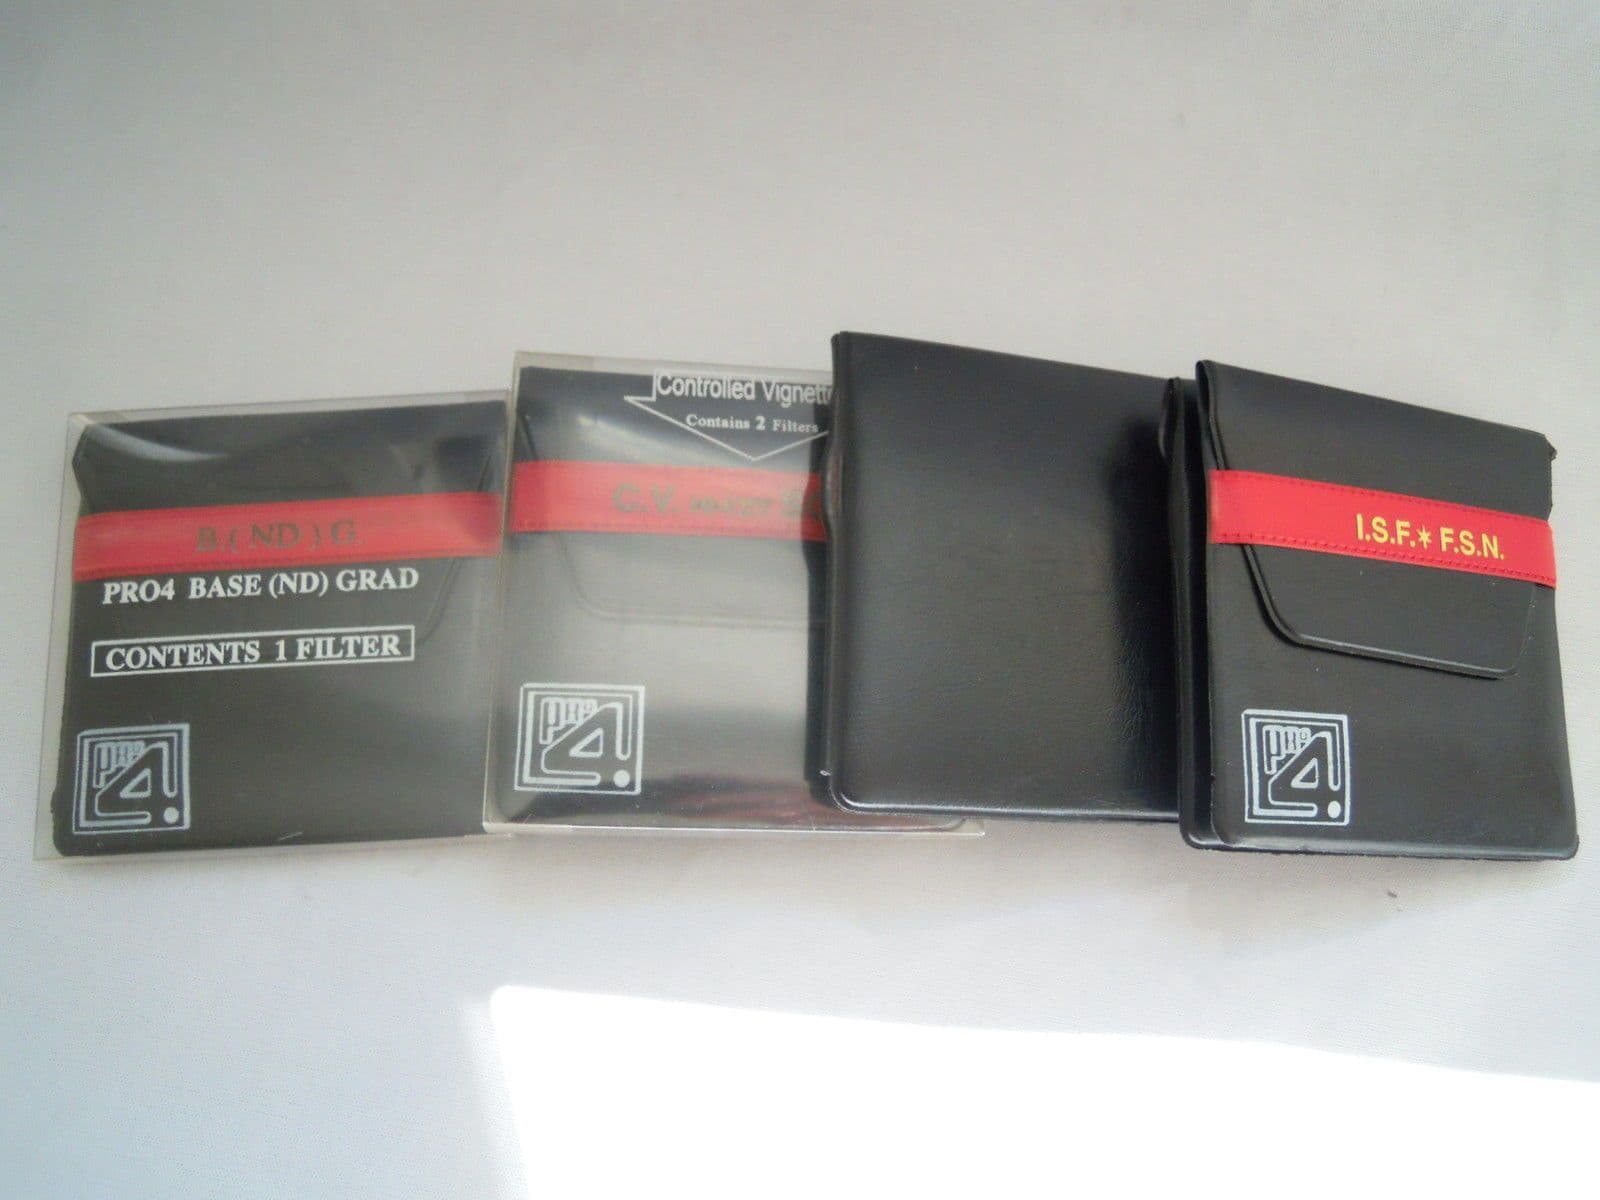 B. ( ND ) G.
PRO4 BASE (ND) GRAD
CONTENTS 1 FILTER
pro
4.
Controlled Vignett
Contains 2 Filters
C.V.
pro
4.
I.S.F.✶ F.S.N.
pro
4.